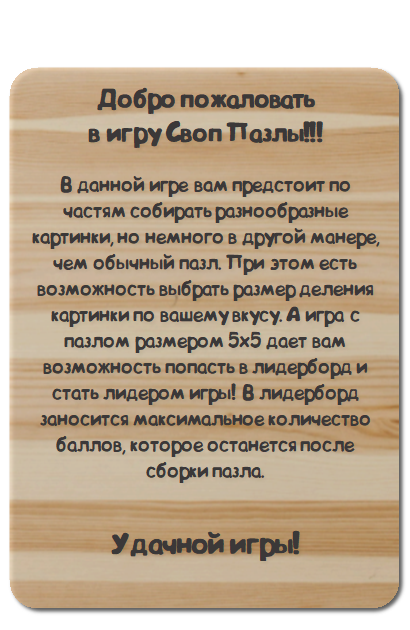 Добро пожаловать
в игру Своп Пазлы!!!
В данной игре вам предстоит по
частям собирать разнообразные
картинки, но немного в другой манере,
чем обычный пазл. При этом есть
возможность выбрать размер деления
картинки по вашему вкусу. А игра с
пазлом размером 5х5 дает вам
возможность попасть в лидерборд и
стать лидером игры! В лидерборд
заносится максимальное количество
баллов, которое останется после
сборки пазла.
Удачной игры!